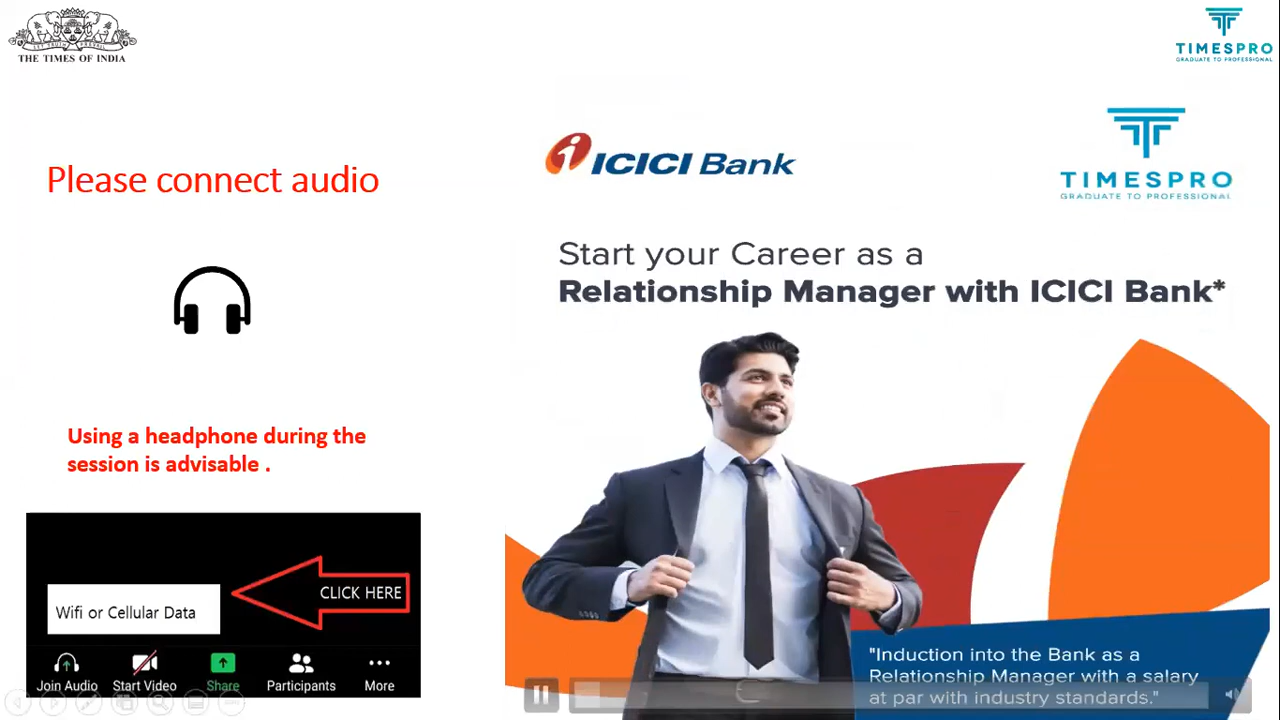 THE TIMES OF INDIA
TIMESPRO
GRADUATE TO PROFESSIONAL
Please connect audio
Using a headphone during the
session is advisable .
CLICK HERE
Wifi or Cellular Data
Join Audio
Start Video
Share
Participants
More
ICICI Bank
TIMESPRO
GRADUATE TO PROFESSIONAL
Start your Career as a
Relationship Manager with ICICI Bank*
"Induction into the Bank as a
Relationship Manager with a salary
at par with industry standards."